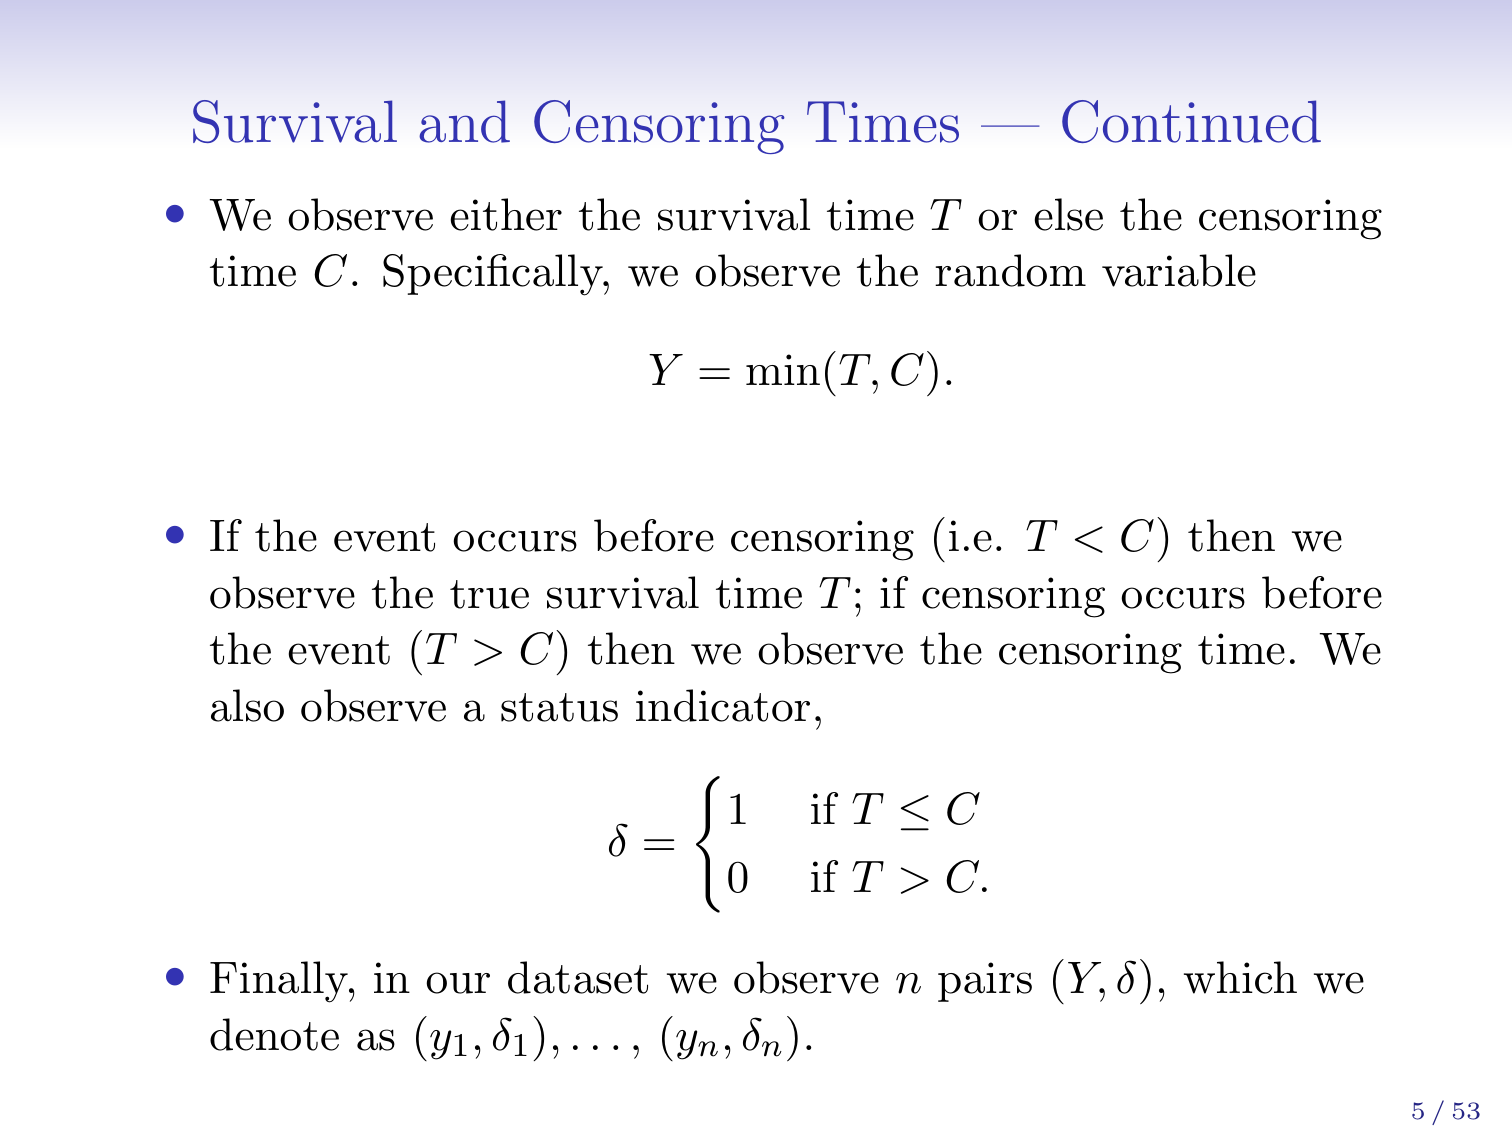 Survival and Censoring Times — Continued
• We observe either the survival time T or else the censoring
time C. Specifically, we observe the random variable
Y = min(T, C).
• If the event occurs before censoring (i.e. T < C) then we
observe the true survival time T; if censoring occurs before
the event (T > C) then we observe the censoring time. We
also observe a status indicator,
δ = {
1 if T ≤ C
0 if T > C.
• Finally, in our dataset we observe n pairs (Y, δ), which we
denote as (y₁, δ₁), . . . , (yₙ, δₙ).
5 / 53